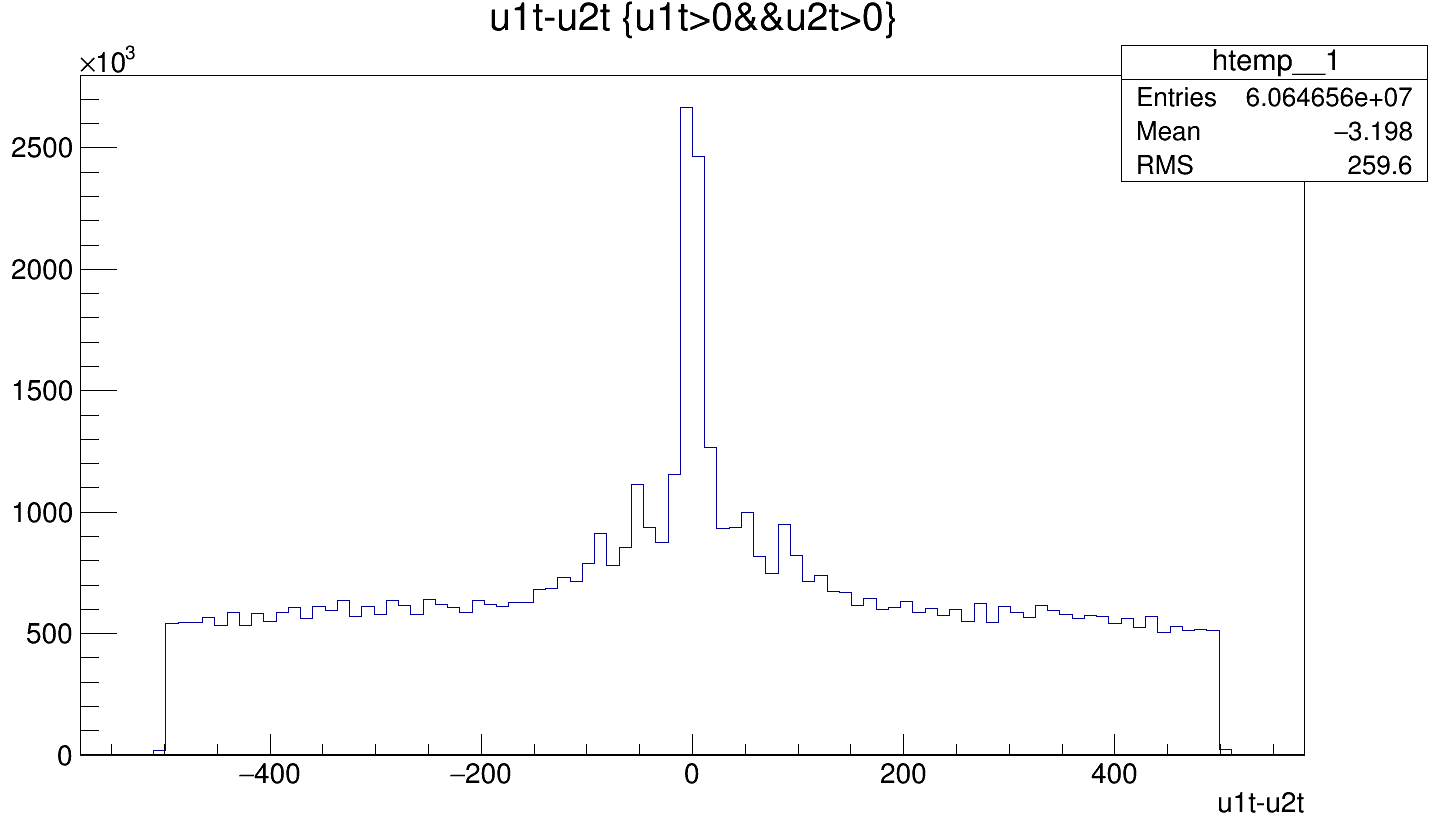 u1t-u2t {u1t>0&&u2t>0}
×10³
htemp__1
Entries 6.064656e+07
Mean −3.198
RMS 259.6
2500
2000
1500
1000
500
0
−400 −200 0 200 400
u1t-u2t